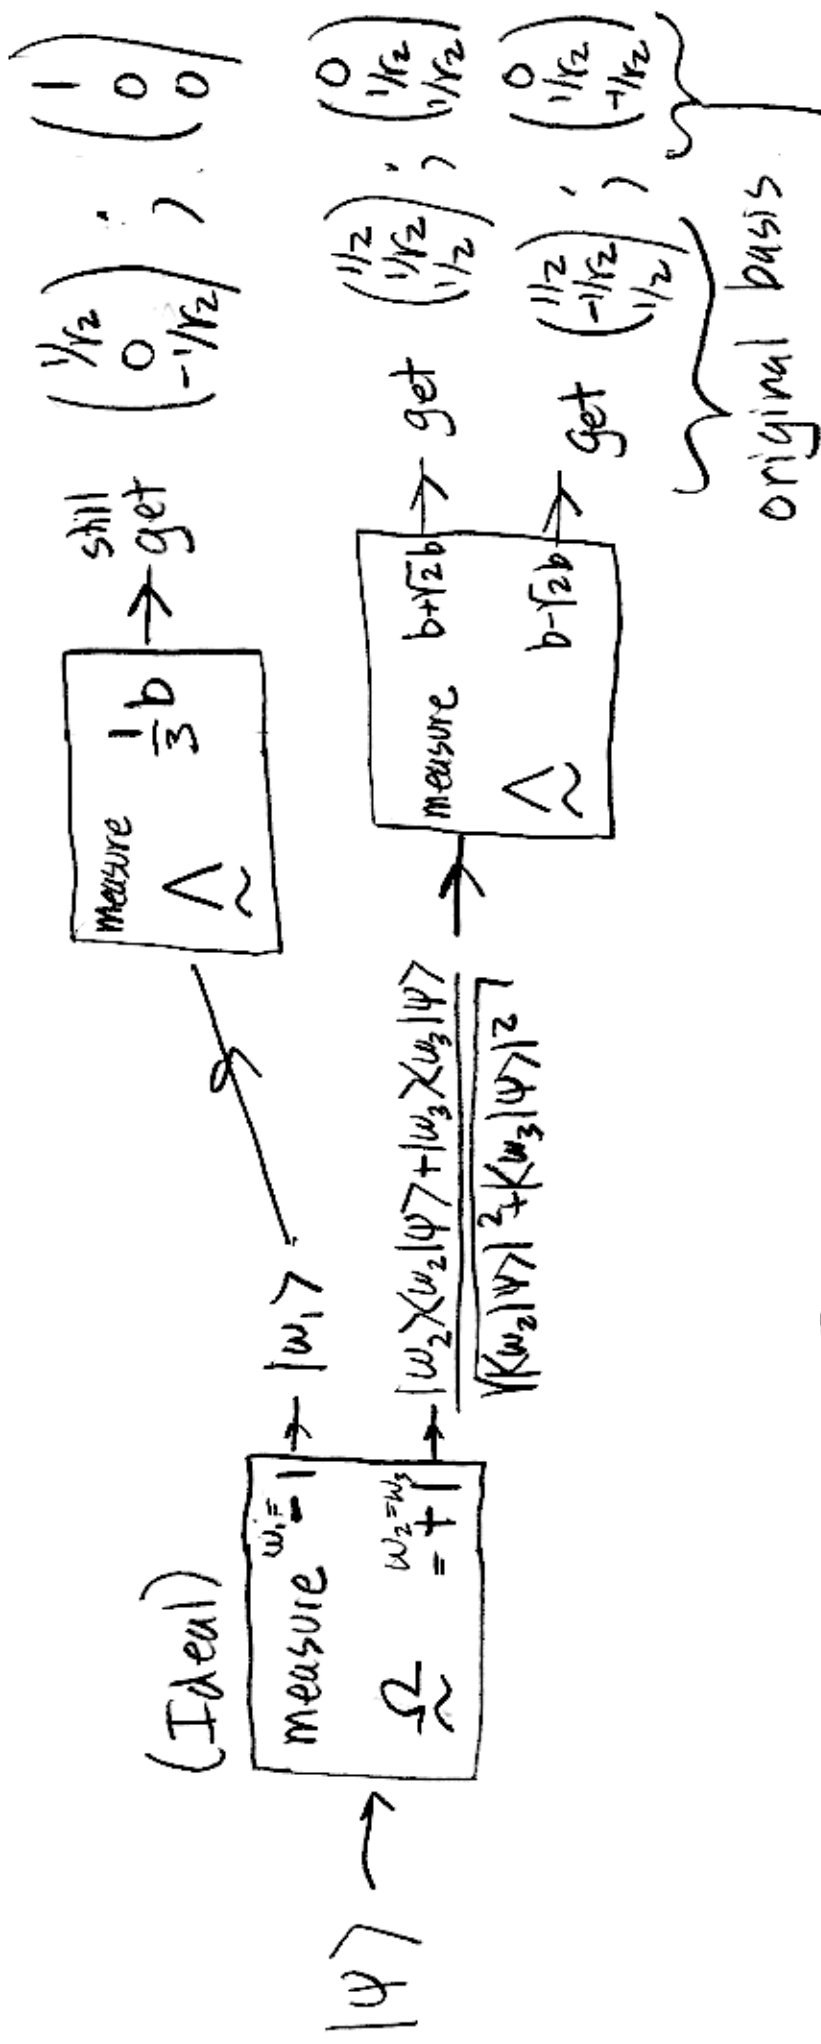 (Ideal)
|ψ⟩ → measure Ω
ω₁= -1 → |ω₁⟩
ω₂=ω₃ = +1 → |ω₂⟩⟨ω₂|ψ⟩+|ω₃⟩⟨ω₃|ψ⟩
√|⟨ω₂|ψ⟩|²+|⟨ω₃|ψ⟩|²
measure Λ 1/3 b → still get (1/√2 0 -1/√2) ; (1 0 0)
measure Λ
b+√2b → get (1/2 1/√2 1/2) ; (0 1/√2 1/√2)
b-√2b → get (1/2 -1/√2 1/2) ; (0 1/√2 -1/√2)
original basis